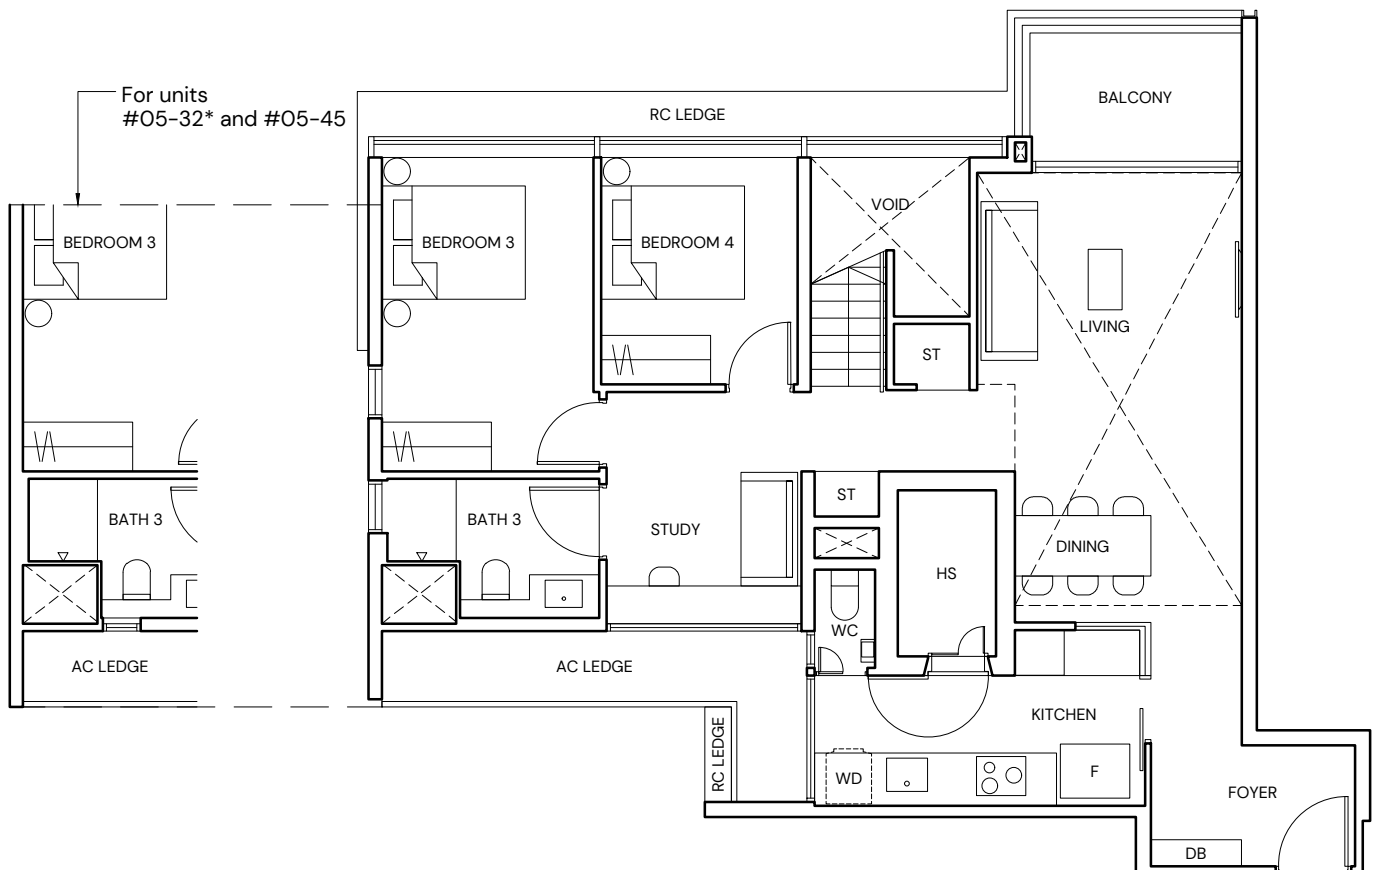 For units
#05-32* and #05-45
BALCONY
RC LEDGE
VOID
BEDROOM 3
BEDROOM 3
BEDROOM 4
LIVING
ST
ST
BATH 3
BATH 3
STUDY
DINING
HS
WC
AC LEDGE
AC LEDGE
KITCHEN
RC LEDGE
WD
F
FOYER
DB